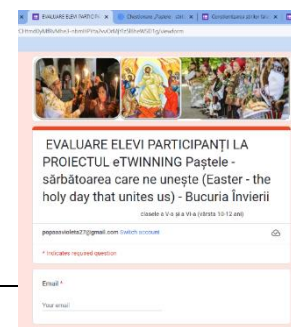 EVALUARE ELEVI PARTICIPANȚI LA
PROIECTUL eTWINNING Paștele -
sărbătoarea care ne unește (Easter - the
holy day that unites us) - Bucuria Învierii
clasele a V-a și a VI-a (vârsta 10-12 ani)
Switch account
* Indicates required question
Email *
Your email